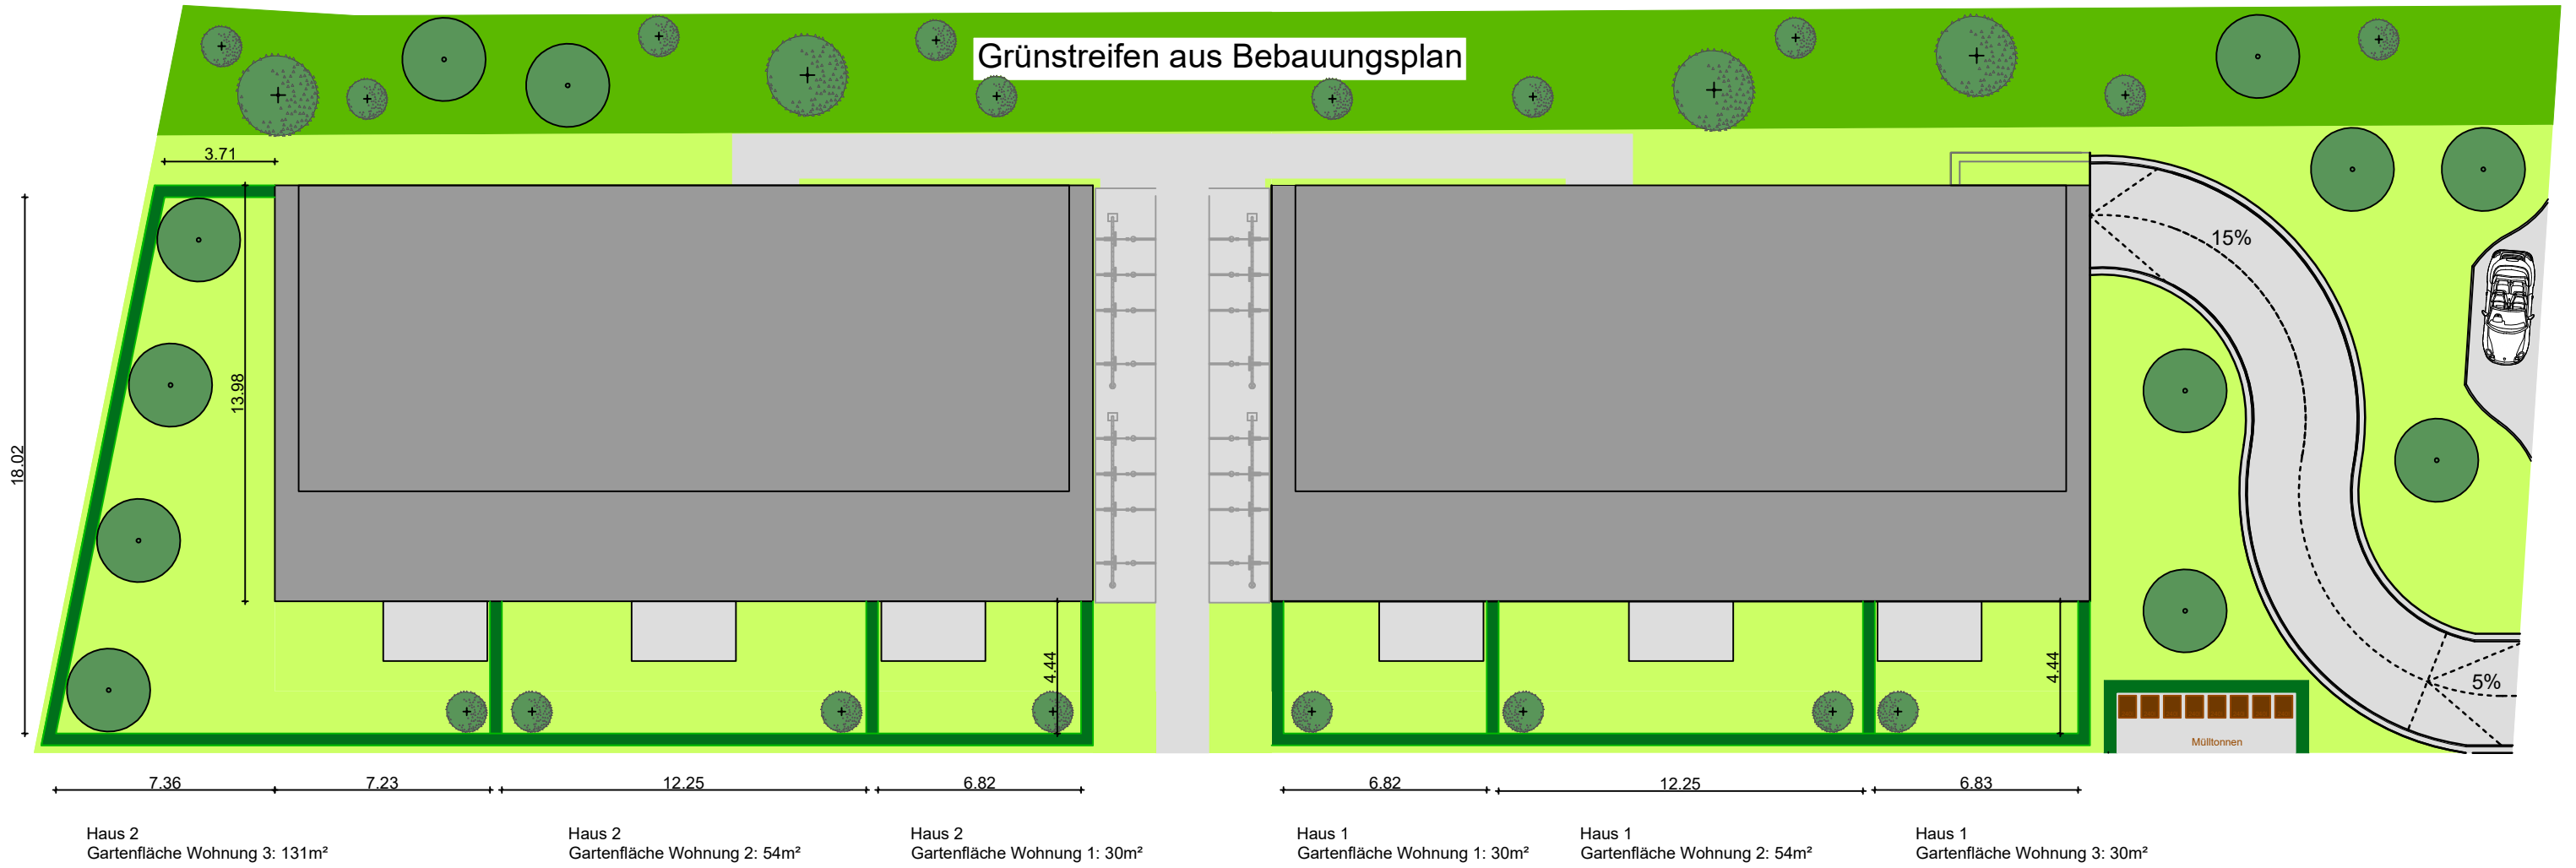 Grünstreifen aus Bebauungsplan
3.71
15%
13.98
18.02
4.44
4.44
5%
Mülltonnen
7.36 7.23 12.25 6.82 6.82 12.25 6.83
Haus 2
Gartenfläche Wohnung 3: 131m²
Haus 2
Gartenfläche Wohnung 2: 54m²
Haus 2
Gartenfläche Wohnung 1: 30m²
Haus 1
Gartenfläche Wohnung 1: 30m²
Haus 1
Gartenfläche Wohnung 2: 54m²
Haus 1
Gartenfläche Wohnung 3: 30m²